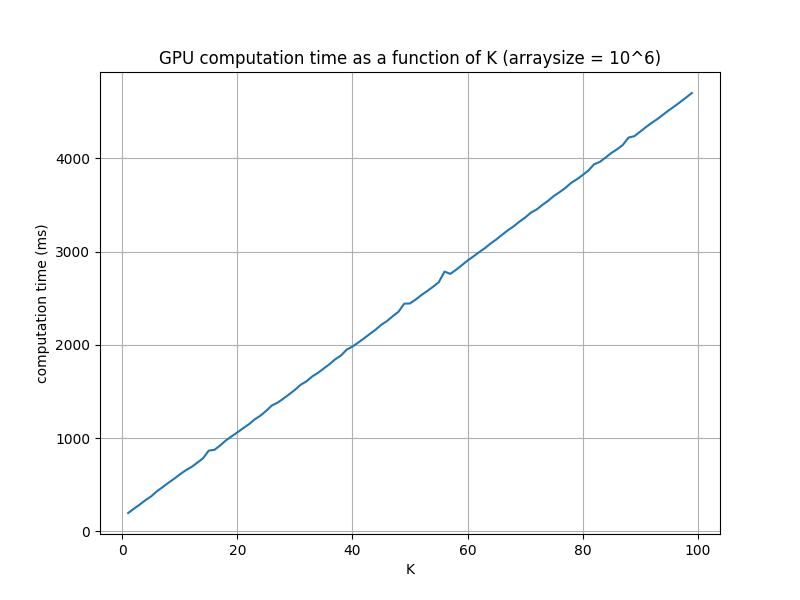 GPU computation time as a function of K (arraysize = 10^6)
computation time (ms)
4000
3000
2000
1000
0
0 20 40 60 80 100
K